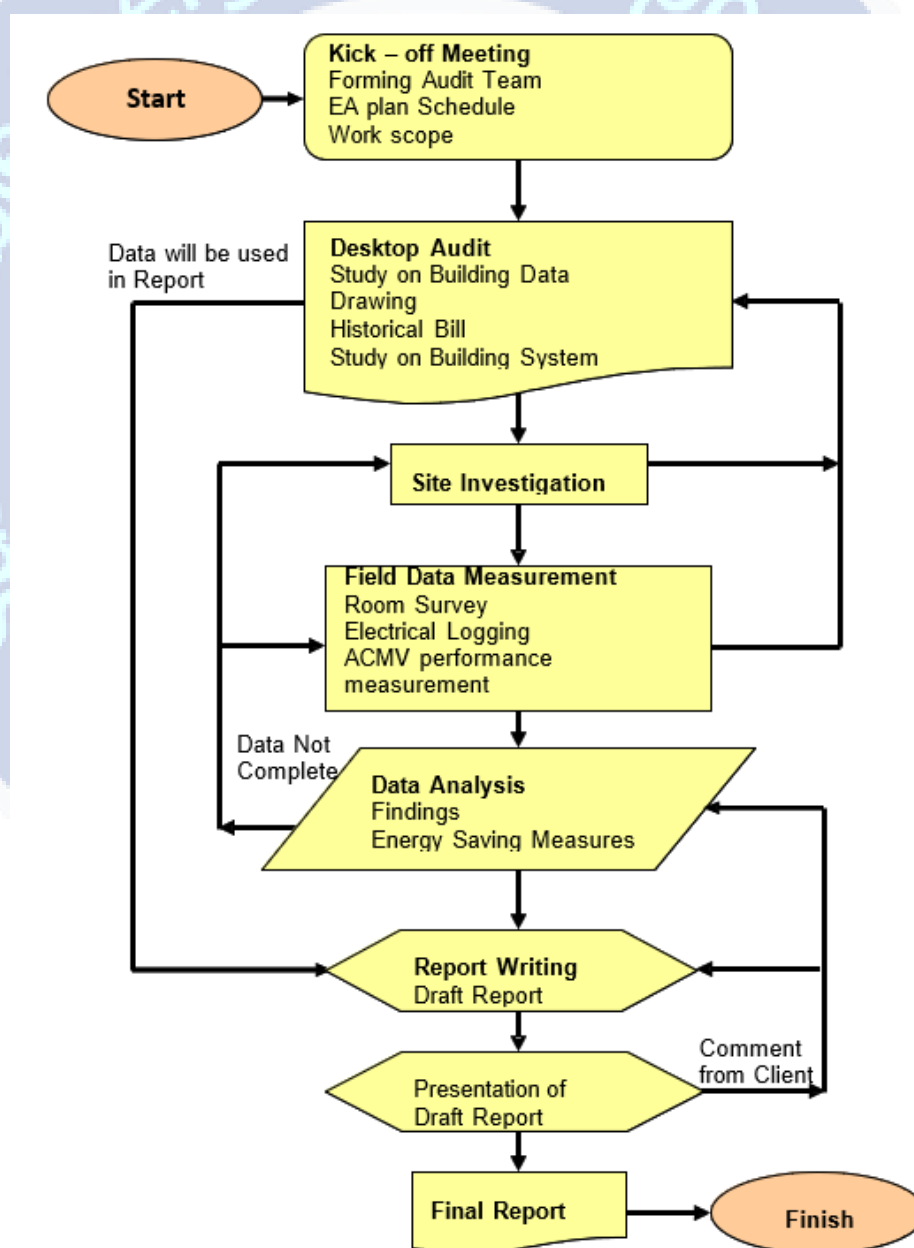 Start
Kick – off Meeting
Forming Audit Team
EA plan Schedule
Work scope
Data will be used
in Report
Desktop Audit
Study on Building Data
Drawing
Historical Bill
Study on Building System
Site Investigation
Field Data Measurement
Room Survey
Electrical Logging
ACMV performance
measurement
Data Not
Complete
Data Analysis
Findings
Energy Saving Measures
Report Writing
Draft Report
Comment
from Client
Presentation of
Draft Report
Final Report
Finish